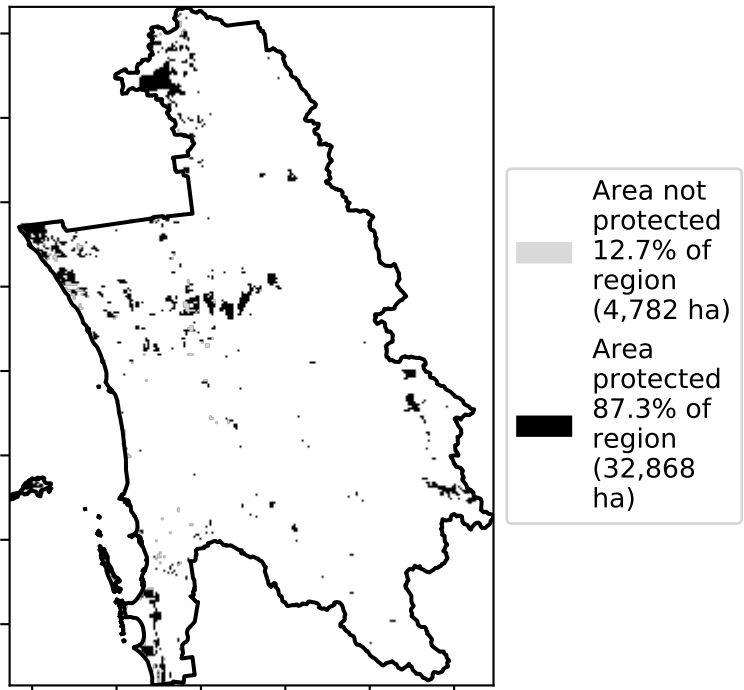 Area not
protected
12.7% of
region
(4,782 ha)
Area
protected
87.3% of
region
(32,868
ha)